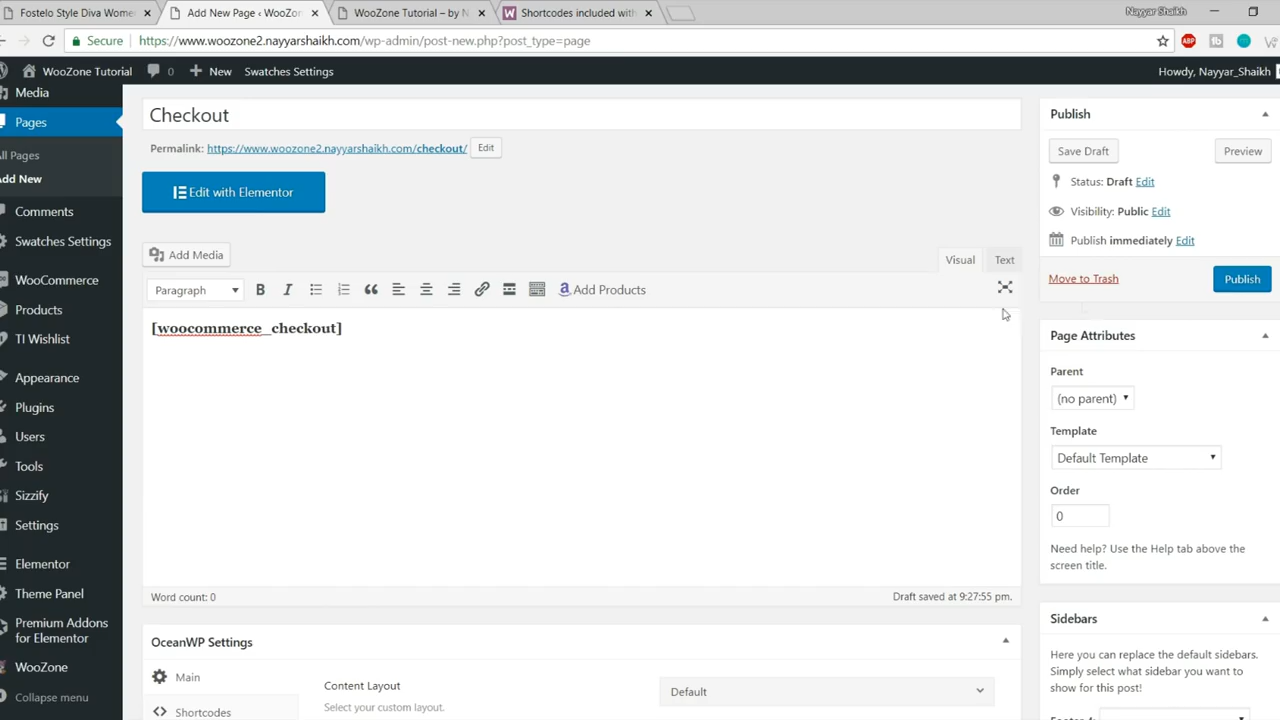 Fostelo Style Diva Wome
Add New Page ‹ WooZon
WooZone Tutorial – by N
Shortcodes included with
Nayyar Shaikh
Secure
https://www.woozone2.nayyarshaikh.com/wp-admin/post-new.php?post_type=page
ABP
WooZone Tutorial
0
New
Swatches Settings
Howdy, Nayyar_Shaikh
Media
Pages
All Pages
Add New
Comments
Swatches Settings
WooCommerce
Products
TI Wishlist
Appearance
Plugins
Users
Tools
Sizzify
Settings
Elementor
Theme Panel
Premium Addons
for Elementor
WooZone
Collapse menu
Checkout
Permalink: https://www.woozone2.nayyarshaikh.com/checkout/ Edit
Edit with Elementor
Add Media
Visual
Text
Paragraph
B
I
Add Products
[woocommerce_checkout]
Word count: 0
Draft saved at 9:27:55 pm.
OceanWP Settings
Main
Shortcodes
Content Layout
Select your custom layout.
Default
Publish
Save Draft
Preview
Status: Draft Edit
Visibility: Public Edit
Publish immediately Edit
Move to Trash
Publish
Page Attributes
Parent
(no parent)
Template
Default Template
Order
0
Need help? Use the Help tab above the
screen title.
Sidebars
Here you can replace the default sidebars.
Simply select what sidebar you want to
show for this post!